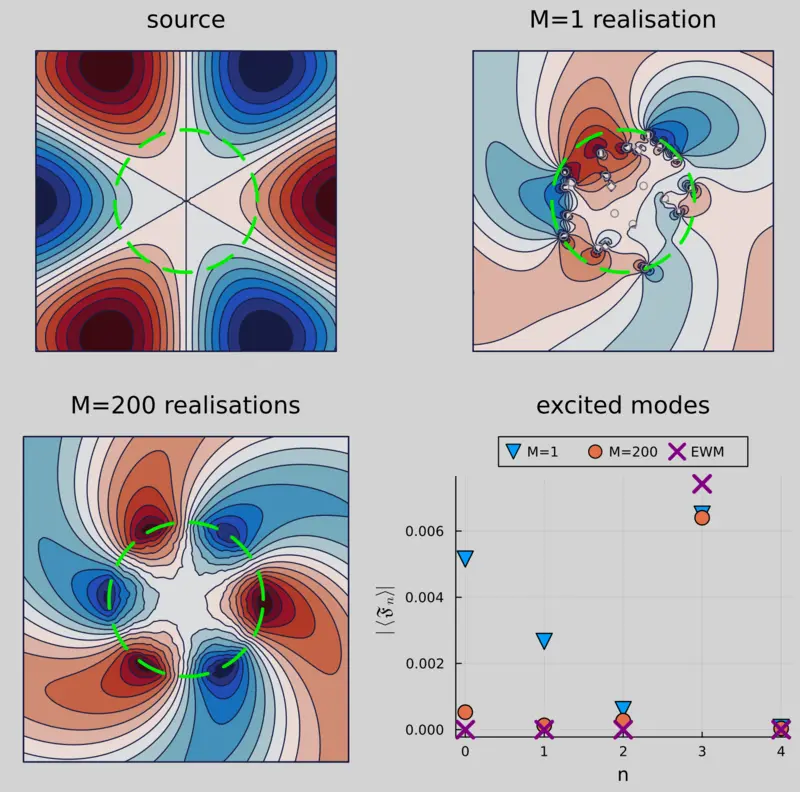 source
M=1 realisation
M=200 realisations
excited modes
M=1 M=200 EWM
|⟨𝔉ₙ⟩|
0.006
0.004
0.002
0.000
0 1 2 3 4
n